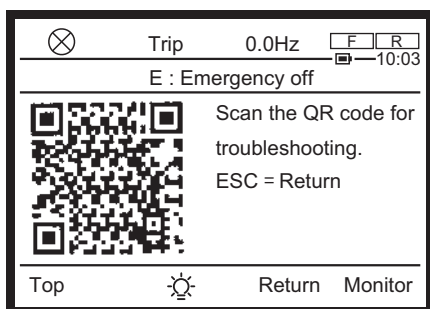 Trip 0.0Hz F R
10:03
E : Emergency off
Scan the QR code for
troubleshooting.
ESC = Return
Top Return Monitor